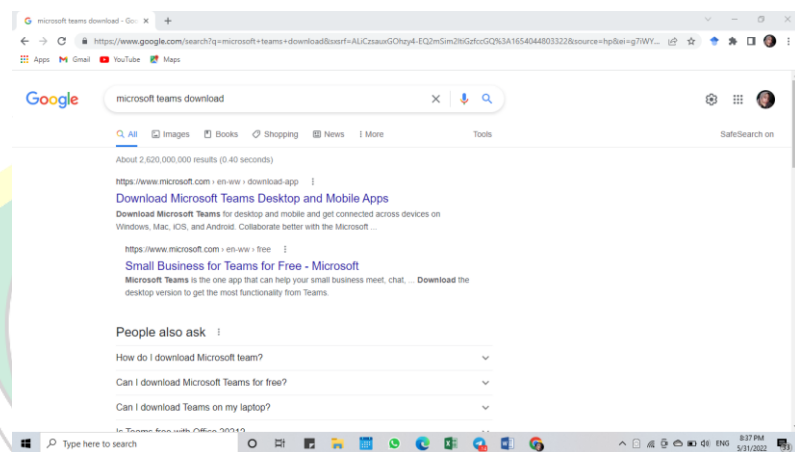 microsoft teams download - Goo
https://www.google.com/search?q=microsoft+teams+download&sxsrf=ALiCzsauxGOhzy4-EQ2mSim2ltiGzfccGQ%3A1654044803322&source=hp&ei=g7iWY...
Apps Gmail YouTube Maps
Google microsoft teams download
All Images Books Shopping News More Tools SafeSearch on
About 2,620,000,000 results (0.40 seconds)
https://www.microsoft.com › en-ww › download-app
Download Microsoft Teams Desktop and Mobile Apps
Download Microsoft Teams for desktop and mobile and get connected across devices on
Windows, Mac, iOS, and Android. Collaborate better with the Microsoft ...
https://www.microsoft.com › en-ww › free
Small Business for Teams for Free - Microsoft
Microsoft Teams is the one app that can help your small business meet, chat, ... Download the
desktop version to get the most functionality from Teams.
People also ask
How do I download Microsoft team?
Can I download Microsoft Teams for free?
Can I download Teams on my laptop?
Is Teams free with Office 2021?
Type here to search
ENG
8:37 PM
5/31/2022